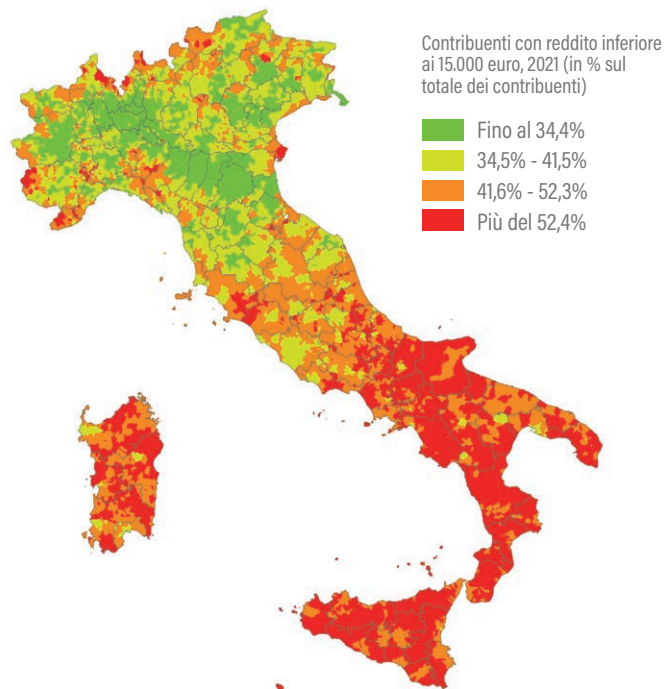 Contribuenti con reddito inferiore
ai 15.000 euro, 2021 (in % sul
totale dei contribuenti)
Fino al 34,4%
34,5% - 41,5%
41,6% - 52,3%
Più del 52,4%